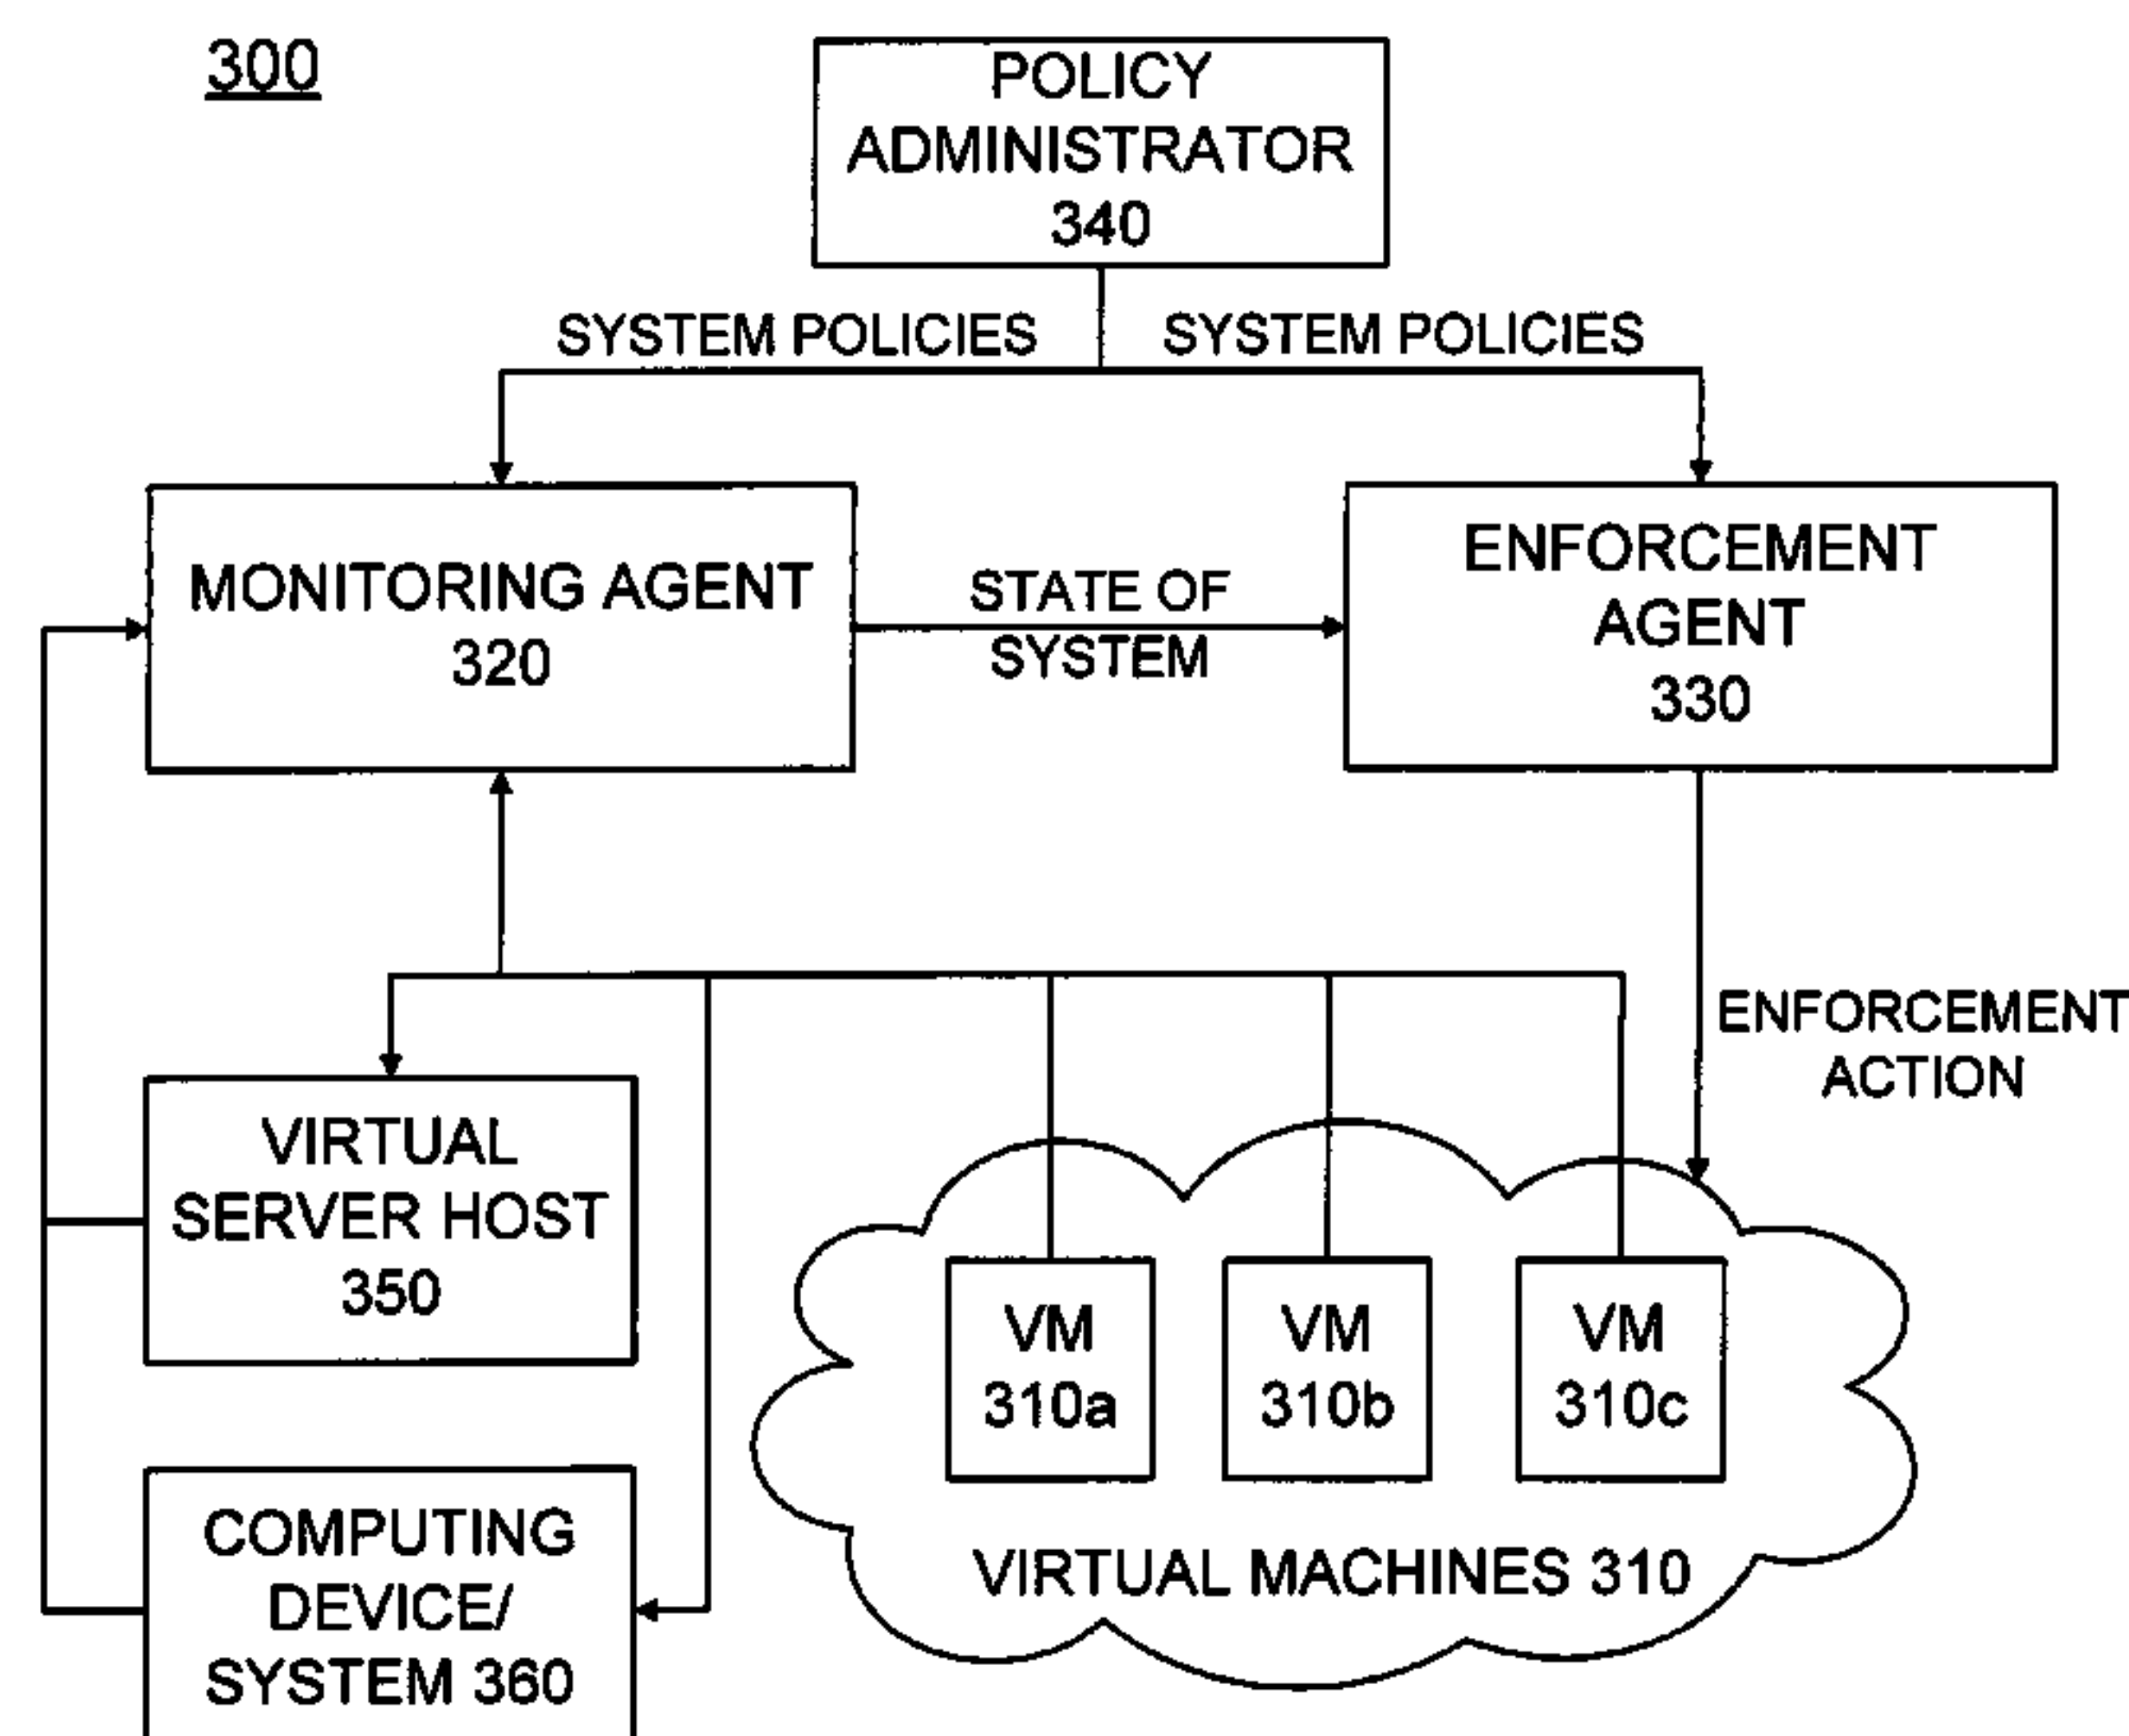 300
POLICY
ADMINISTRATOR
340
SYSTEM POLICIES
SYSTEM POLICIES
MONITORING AGENT
320
STATE OF
SYSTEM
ENFORCEMENT
AGENT
330
ENFORCEMENT
ACTION
VIRTUAL
SERVER HOST
350
VM
310a
VM
310b
VM
310c
VIRTUAL MACHINES 310
COMPUTING
DEVICE/
SYSTEM 360